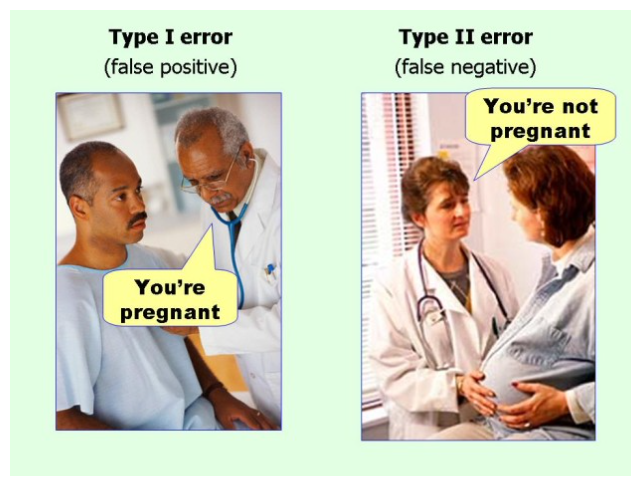 Type I error
(false positive)
You're
pregnant
Type II error
(false negative)
You're not
pregnant